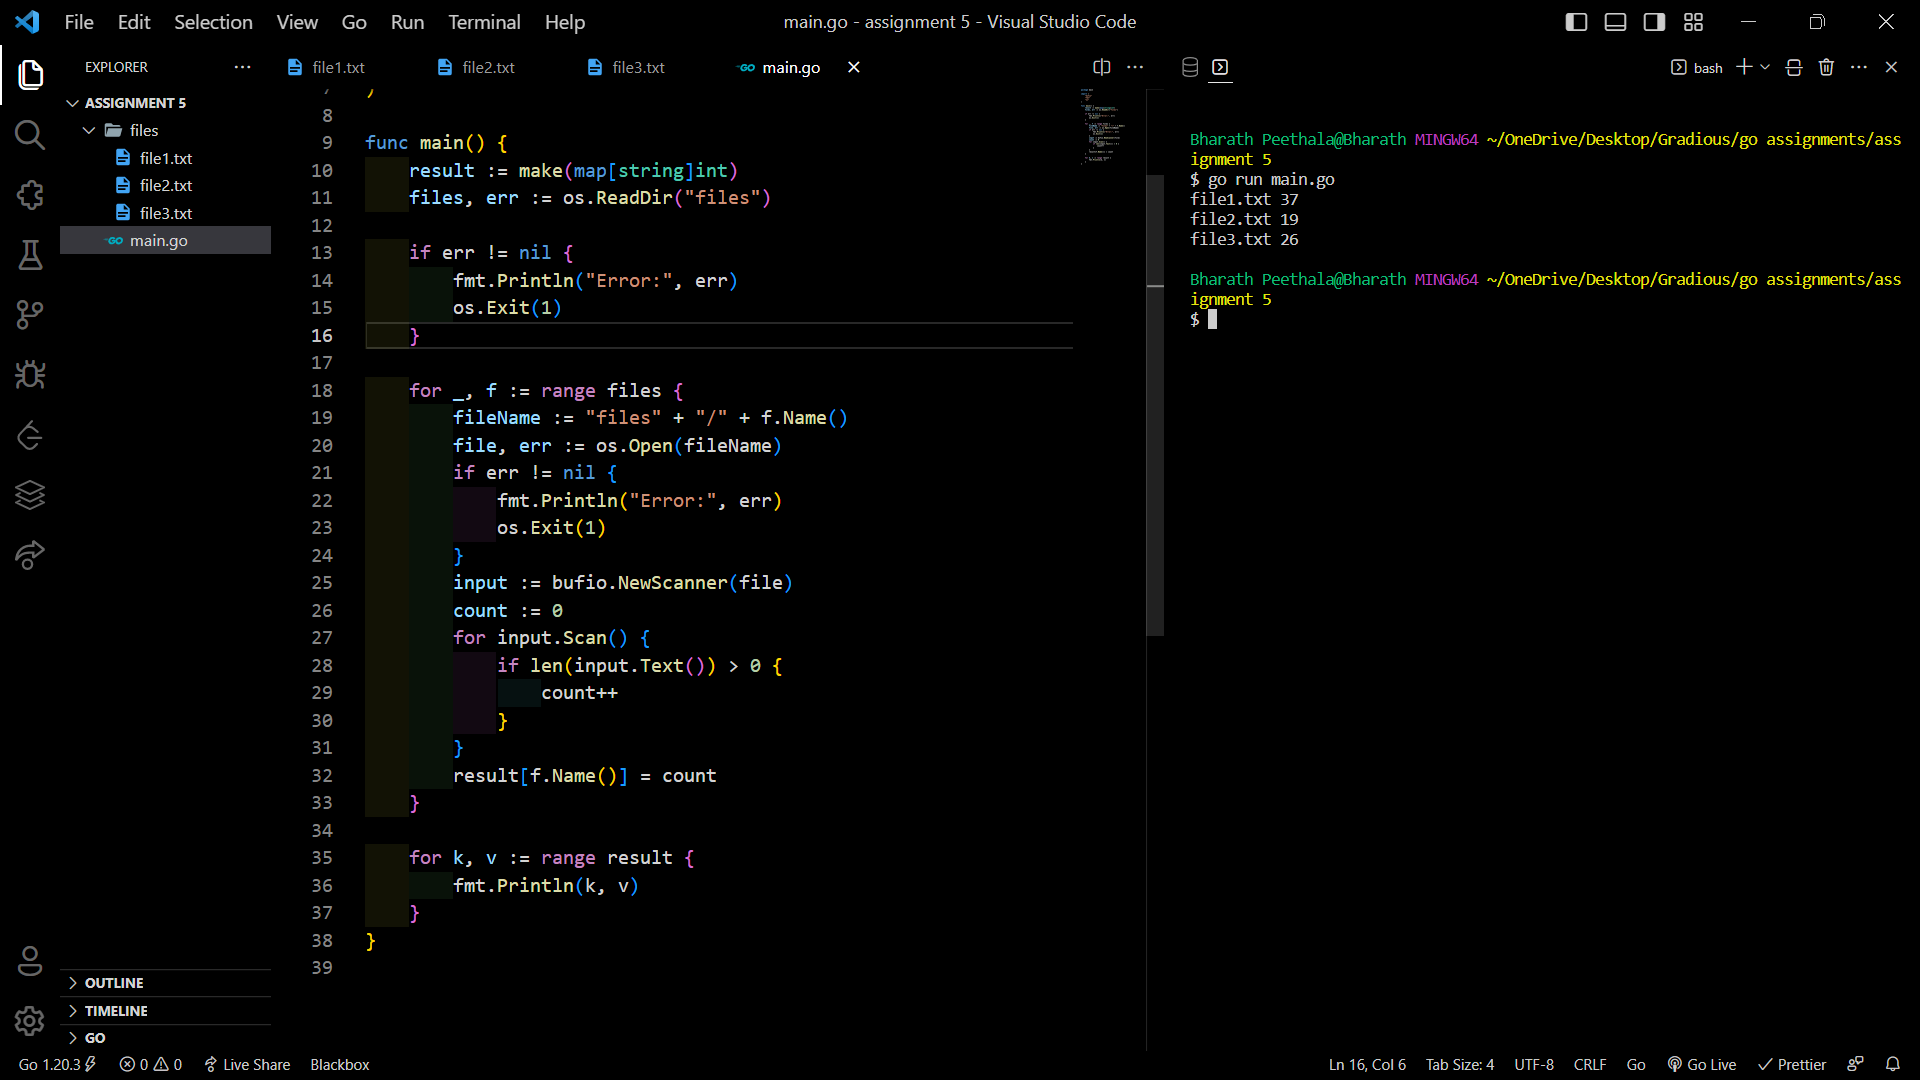 File Edit Selection View Go Run Terminal Help
main.go - assignment 5 - Visual Studio Code
EXPLORER
ASSIGNMENT 5
files
file1.txt
file2.txt
file3.txt
main.go
OUTLINE
TIMELINE
GO
file1.txt file2.txt file3.txt main.go
7 )
8
9 func main() {
10 result := make(map[string]int)
11 files, err := os.ReadDir("files")
12
13 if err != nil {
14 fmt.Println("Error:", err)
15 os.Exit(1)
16 }
17
18 for _, f := range files {
19 fileName := "files" + "/" + f.Name()
20 file, err := os.Open(fileName)
21 if err != nil {
22 fmt.Println("Error:", err)
23 os.Exit(1)
24 }
25 input := bufio.NewScanner(file)
26 count := 0
27 for input.Scan() {
28 if len(input.Text()) > 0 {
29 count++
30 }
31 }
32 result[f.Name()] = count
33 }
34
35 for k, v := range result {
36 fmt.Println(k, v)
37 }
38 }
39
bash
Bharath Peethala@Bharath MINGW64 ~/OneDrive/Desktop/Gradious/go assignments/ass
ignment 5
$ go run main.go
file1.txt 37
file2.txt 19
file3.txt 26
Bharath Peethala@Bharath MINGW64 ~/OneDrive/Desktop/Gradious/go assignments/ass
ignment 5
$
Go 1.20.3 0 0 Live Share Blackbox
Ln 16, Col 6 Tab Size: 4 UTF-8 CRLF Go Go Live Prettier